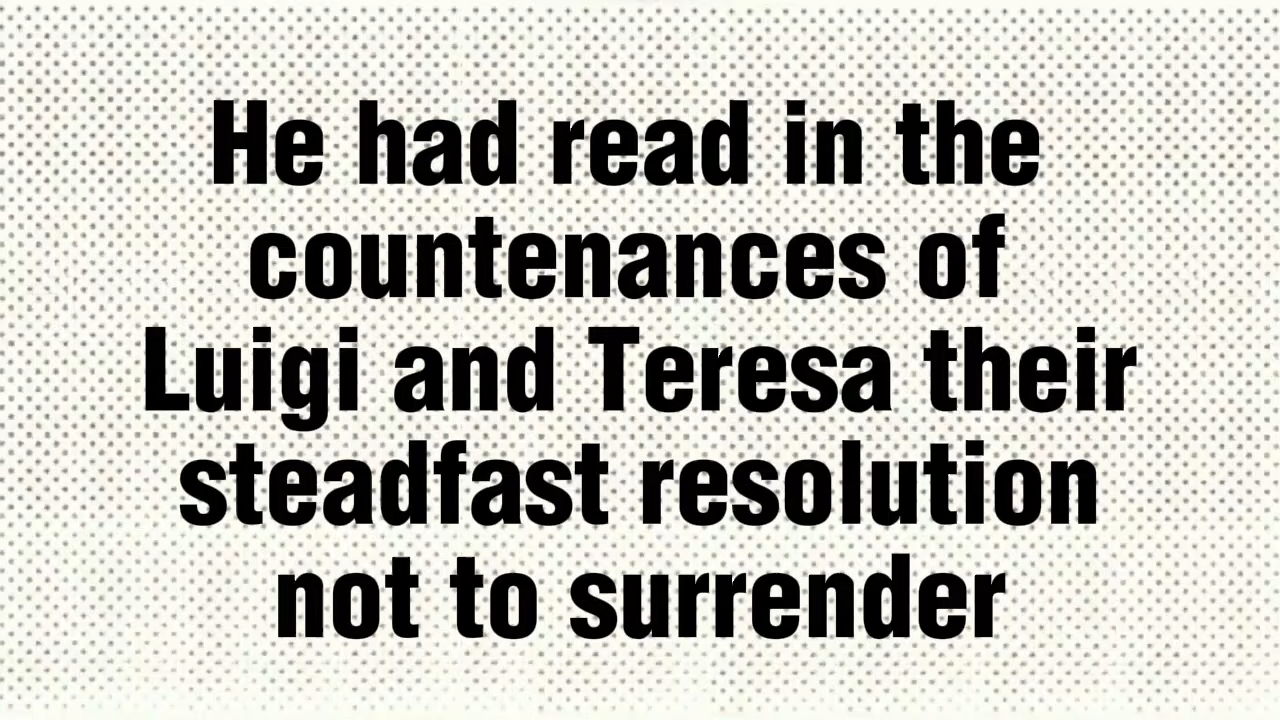 He had read in the
countenances of
Luigi and Teresa their
steadfast resolution
not to surrender